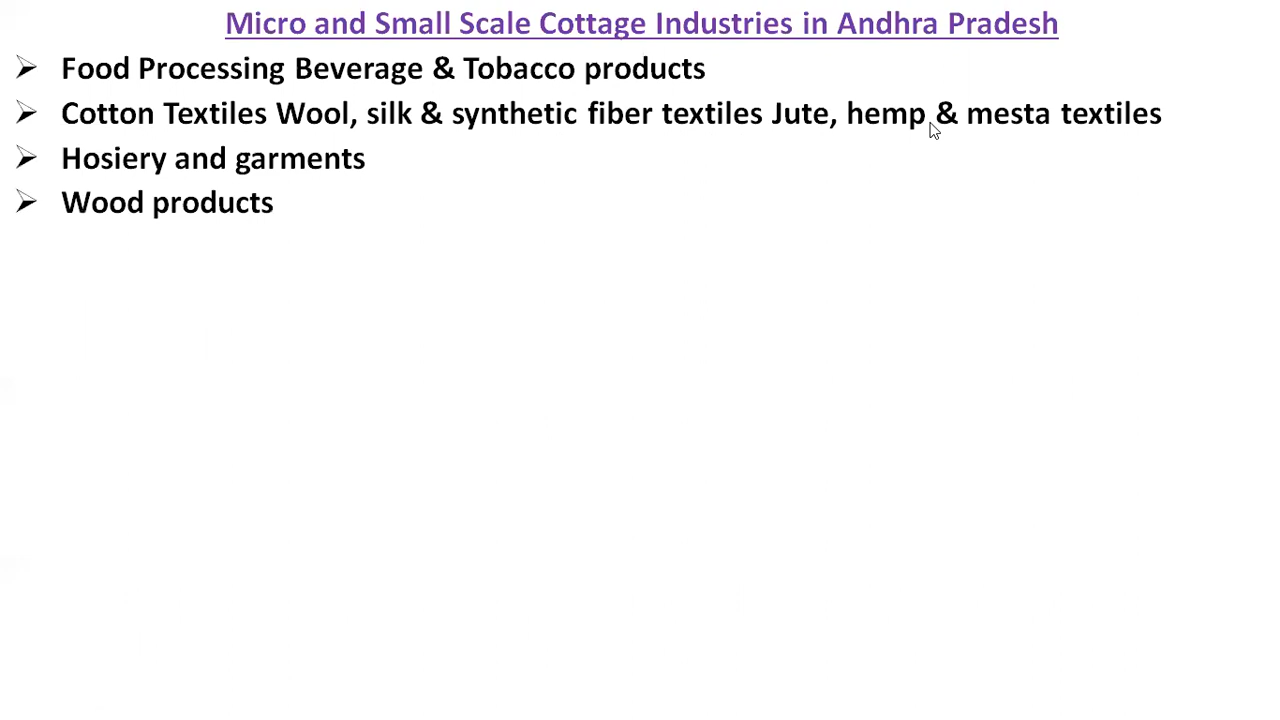 Micro and Small Scale Cottage Industries in Andhra Pradesh
➢ Food Processing Beverage & Tobacco products
➢ Cotton Textiles Wool, silk & synthetic fiber textiles Jute, hemp & mesta textiles
➢ Hosiery and garments
➢ Wood products